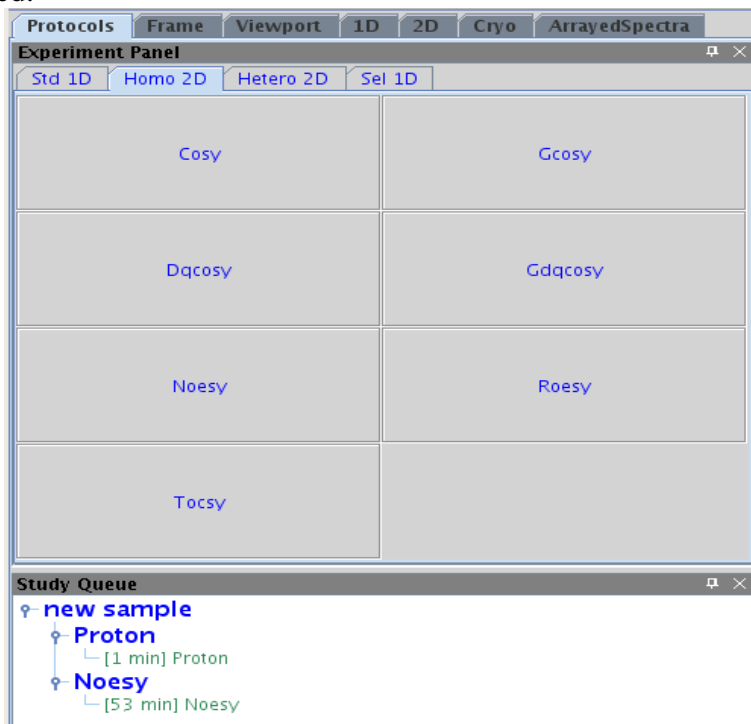 Protocols Frame Viewport 1D 2D Cryo ArrayedSpectra
Experiment Panel
Std 1D Homo 2D Hetero 2D Sel 1D
Cosy Gcosy
Dqcosy Gdqcosy
Noesy Roesy
Tocsy
Study Queue
new sample
Proton
[1 min] Proton
Noesy
[53 min] Noesy